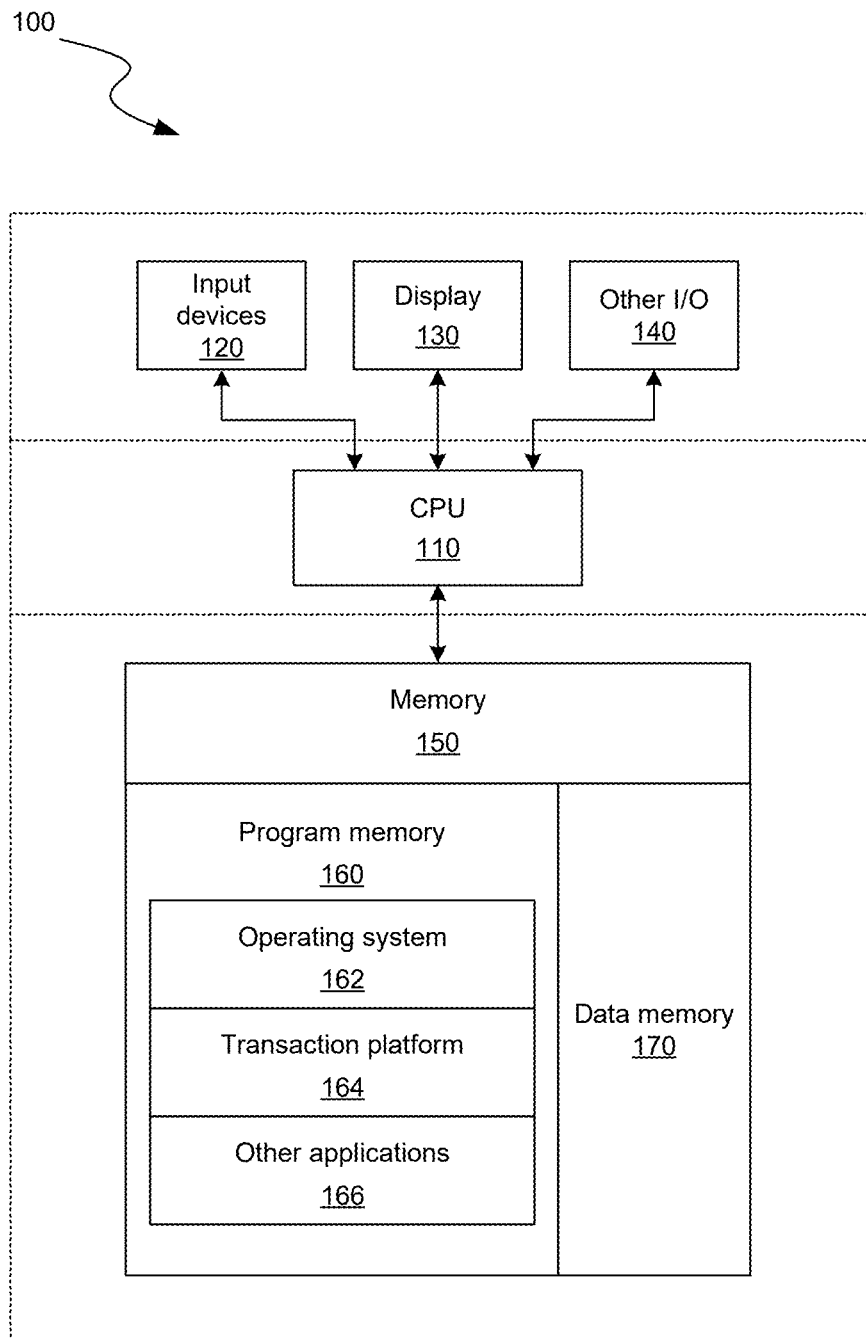 100
Input
devices
120
Display
130
Other I/O
140
CPU
110
Memory
150
Program memory
160
Operating system
162
Transaction platform
164
Other applications
166
Data memory
170